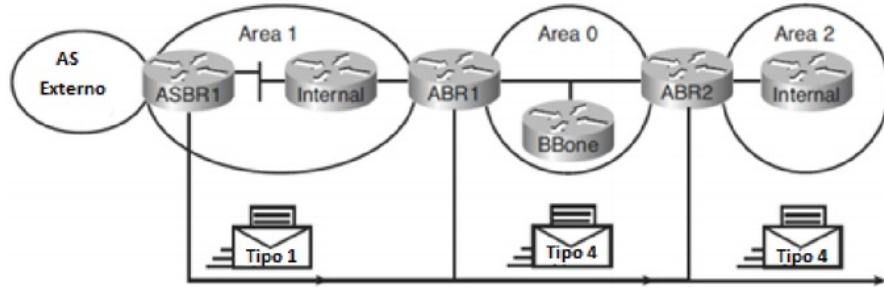 AS
Externo
Area 1
ASBR1
Internal
ABR1
Area 0
BBone
ABR2
Area 2
Internal
Tipo 1
Tipo 4
Tipo 4